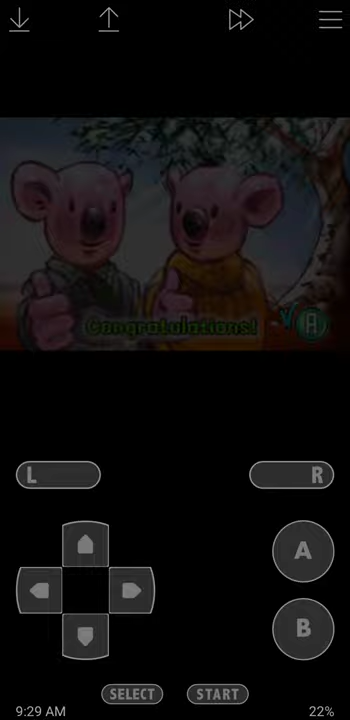 Congratulations!
A
L
R
A
B
SELECT
START
9:29 AM
22%